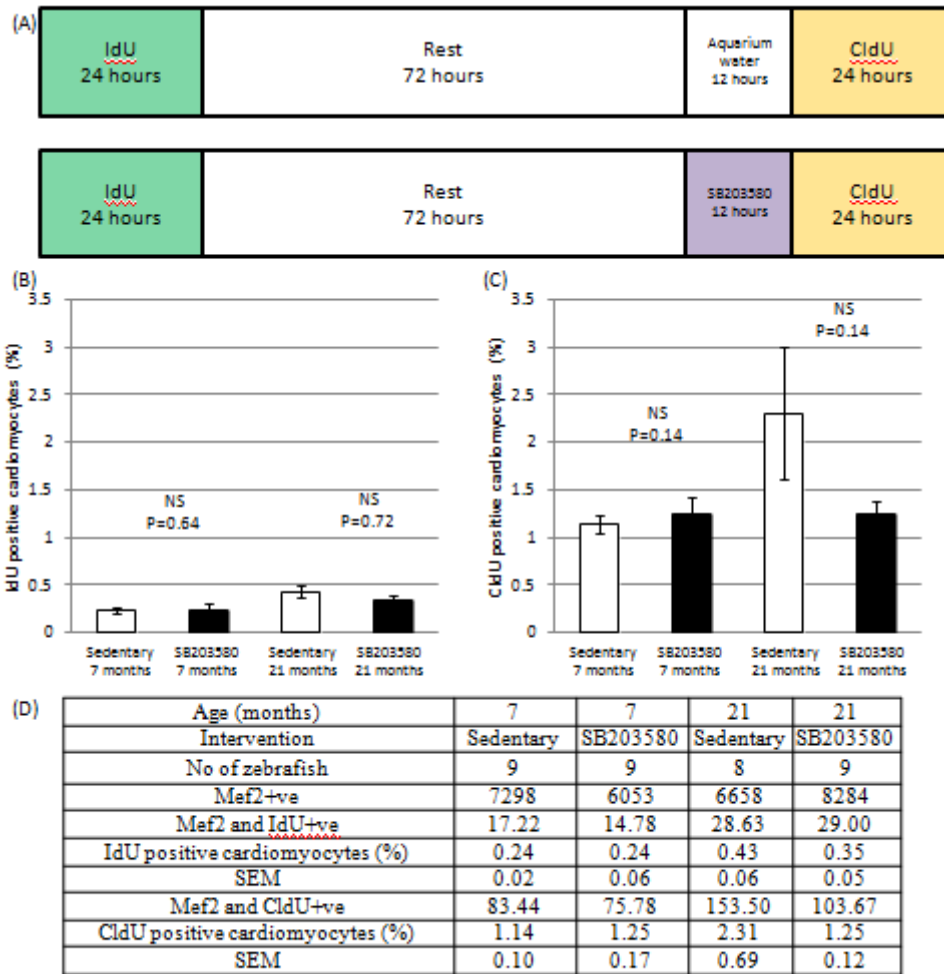 (A)
IdU
24 hours
Rest
72 hours
Aquarium
water
12 hours
CldU
24 hours
IdU
24 hours
Rest
72 hours
SB203580
12 hours
CldU
24 hours
(B)
IdU positive cardiomyocytes (%)
3.5
3
2.5
2
1.5
1
0.5
0
NS
P=0.64
NS
P=0.72
Sedentary
7 months
SB203580
7 months
Sedentary
21 months
SB203580
21 months
(C)
CldU positive cardiomyocytes (%)
3.5
3
2.5
2
1.5
1
0.5
0
NS
P=0.14
NS
P=0.14
Sedentary
7 months
SB203580
7 months
Sedentary
21 months
SB203580
21 months
(D)
Age (months) 7 7 21 21
Intervention Sedentary SB203580 Sedentary SB203580
No of zebrafish 9 9 8 9
Mef2+ve 7298 6053 6658 8284
Mef2 and IdU+ve 17.22 14.78 28.63 29.00
IdU positive cardiomyocytes (%) 0.24 0.24 0.43 0.35
SEM 0.02 0.06 0.06 0.05
Mef2 and CldU+ve 83.44 75.78 153.50 103.67
CldU positive cardiomyocytes (%) 1.14 1.25 2.31 1.25
SEM 0.10 0.17 0.69 0.12